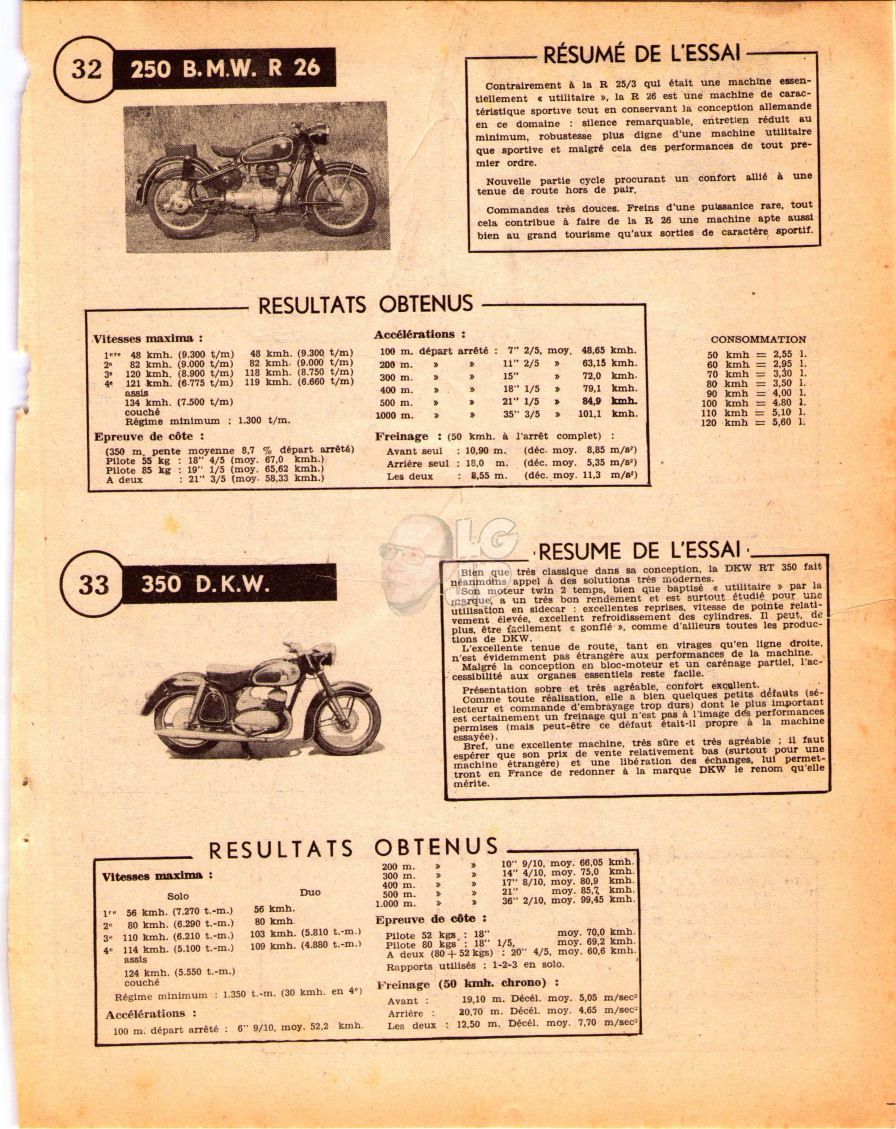 32
250 B.M.W. R 26
RÉSUMÉ DE L'ESSAI
Contrairement à la R 25/3 qui était une machine essen-
tiellement « utilitaire », la R 26 est une machine de carac-
téristique sportive tout en conservant la conception allemande
en ce domaine : silence remarquable, entretien réduit au
minimum, robustesse plus digne d'une machine utilitaire
que sportive et malgré cela des performances de tout pre-
mier ordre.
Nouvelle partie cycle procurant un confort allié à une
tenue de route hors de pair.
Commandes très douces. Freins d'une puissance rare, tout
cela contribue à faire de la R 26 une machine apte aussi
bien au grand tourisme qu'aux sorties de caractère sportif.
RESULTATS OBTENUS
Vitesses maxima :
1ere 48 kmh. (9.300 t/m) 48 kmh. (9.300 t/m)
2e 82 kmh. (9.000 t/m) 82 kmh. (9.000 t/m)
3e 120 kmh. (8.900 t/m) 118 kmh. (8.750 t/m)
4e 121 kmh. (6.775 t/m) 119 kmh. (6.660 t/m)
assis
134 kmh. (7.500 t/m)
couché
Régime minimum : 1.300 t/m.
Epreuve de côte :
(350 m. pente moyenne 8,7 % départ arrêté)
Pilote 55 kg : 18" 4/5 (moy. 67,0 kmh.)
Pilote 85 kg : 19" 1/5 (moy. 65,62 kmh.)
A deux : 21" 3/5 (moy. 58,33 kmh.)
Accélérations :
100 m. départ arrêté : 7" 2/5, moy. 48,65 kmh.
200 m. » » 11" 2/5 » 63,15 kmh.
300 m. » » 15" » 72,0 kmh.
400 m. » » 18" 1/5 » 79,1 kmh.
500 m. » » 21" 1/5 » 84,9 kmh.
1000 m. » » 35" 3/5 » 101,1 kmh.
Freinage : (50 kmh. à l'arrêt complet) :
Avant seul : 10,90 m. (déc. moy. 8,85 m/s²)
Arrière seul : 18,0 m. (déc. moy. 5,35 m/s²)
Les deux : 8,55 m. (déc. moy. 11,3 m/s²)
CONSOMMATION
50 kmh = 2,55 l.
60 kmh = 2,95 l.
70 kmh = 3,30 l.
80 kmh = 3,50 l.
90 kmh = 4,00 l.
100 kmh = 4.80 l.
110 kmh = 5,10 l.
120 kmh = 5,60 l.
LG
33
350 D.K.W.
RESUME DE L'ESSAI
Bien que très classique dans sa conception, la DKW RT 350 fait
néanmoins appel à des solutions très modernes.
Son moteur twin 2 temps, bien que baptisé « utilitaire » par la
marque, a un très bon rendement et est surtout étudié pour une
utilisation en sidecar : excellentes reprises, vitesse de pointe relati-
vement élevée, excellent refroidissement des cylindres. Il peut, de
plus, être facilement « gonflé », comme d'ailleurs toutes les produc-
tions de DKW.
L'excellente tenue de route, tant en virages qu'en ligne droite,
n'est évidemment pas étrangère aux performances de la machine.
Malgré la conception en bloc-moteur et un carénage partiel, l'ac-
cessibilité aux organes essentiels reste facile.
Présentation sobre et très agréable, confort excellent.
Comme toute réalisation, elle a bien quelques petits défauts (sé-
lecteur et commande d'embrayage trop durs) dont le plus important
est certainement un freinage qui n'est pas à l'image des performances
permises (mais peut-être ce défaut était-il propre à la machine
essayée).
Bref, une excellente machine, très sûre et très agréable ; il faut
espérer que son prix de vente relativement bas (surtout pour une
machine étrangère) et une libération des échanges, lui permet-
tront en France de redonner à la marque DKW le renom qu'elle
mérite.
RESULTATS OBTENUS
Vitesses maxima :
Solo Duo
1re 56 kmh. (7.270 t.-m.) 56 kmh.
2e 80 kmh. (6.290 t.-m.) 80 kmh.
3e 110 kmh. (6.210 t.-m.) 103 kmh. (5.810 t.-m.)
4e 114 kmh. (5.100 t.-m.) 109 kmh. (4.880 t.-m.)
assis
124 kmh. (5.550 t.-m.)
couché
Régime minimum : 1.350 t.-m. (30 kmh. en 4e)
Accélérations :
100 m. départ arrêté : 6" 9/10, moy. 52,2 kmh.
200 m. » » 10" 9/10, moy. 66,05 kmh.
300 m. » » 14" 4/10, moy. 75,0 kmh.
400 m. » » 17" 8/10, moy. 80,9 kmh.
500 m. » » 21" moy. 85,7 kmh.
1.000 m. » » 36" 2/10, moy. 99,45 kmh.
Epreuve de côte :
Pilote 52 kgs : 18" moy. 70,0 kmh.
Pilote 80 kgs : 18" 1/5, moy. 69,2 kmh.
A deux (80 + 52 kgs) : 20" 4/5, moy. 60,6 kmh.
Rapports utilisés : 1-2-3 en solo.
Freinage (50 kmh. chrono) :
Avant : 19,10 m. Décél. moy. 5,05 m/sec²
Arrière : 20,70 m. Décél. moy. 4,65 m/sec²
Les deux : 12,50 m. Décél. moy. 7,70 m/sec²